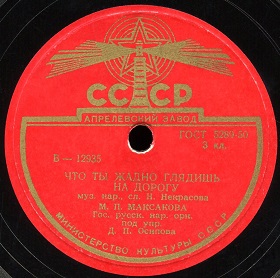 СССР
АПРЕЛЕВСКИЙ ЗАВОД
ГОСТ 5289-50
3 кл.
В — 12935
ЧТО ТЫ ЖАДНО ГЛЯДИШЬ
НА ДОРОГУ
муз. нар., сл. Н. Некрасова
М. П. МАКСАКОВА
Гос. русск. нар. орк.
под упр.
Д. П. Осипова
МИНИСТЕРСТВО КУЛЬТУРЫ СССР